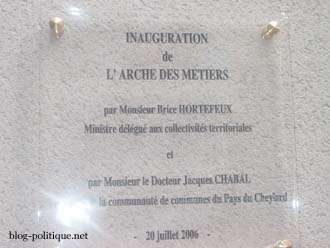 INAUGURATION
de
L' ARCHE DES METIERS
par Monsieur Brice HORTEFEUX
Ministre délégué aux collectivités territoriales
et
par Monsieur le Docteur Jacques CHABAL
la communauté de communes du Pays du Cheylard
- 20 juillet 2006 -
blog-politique.net